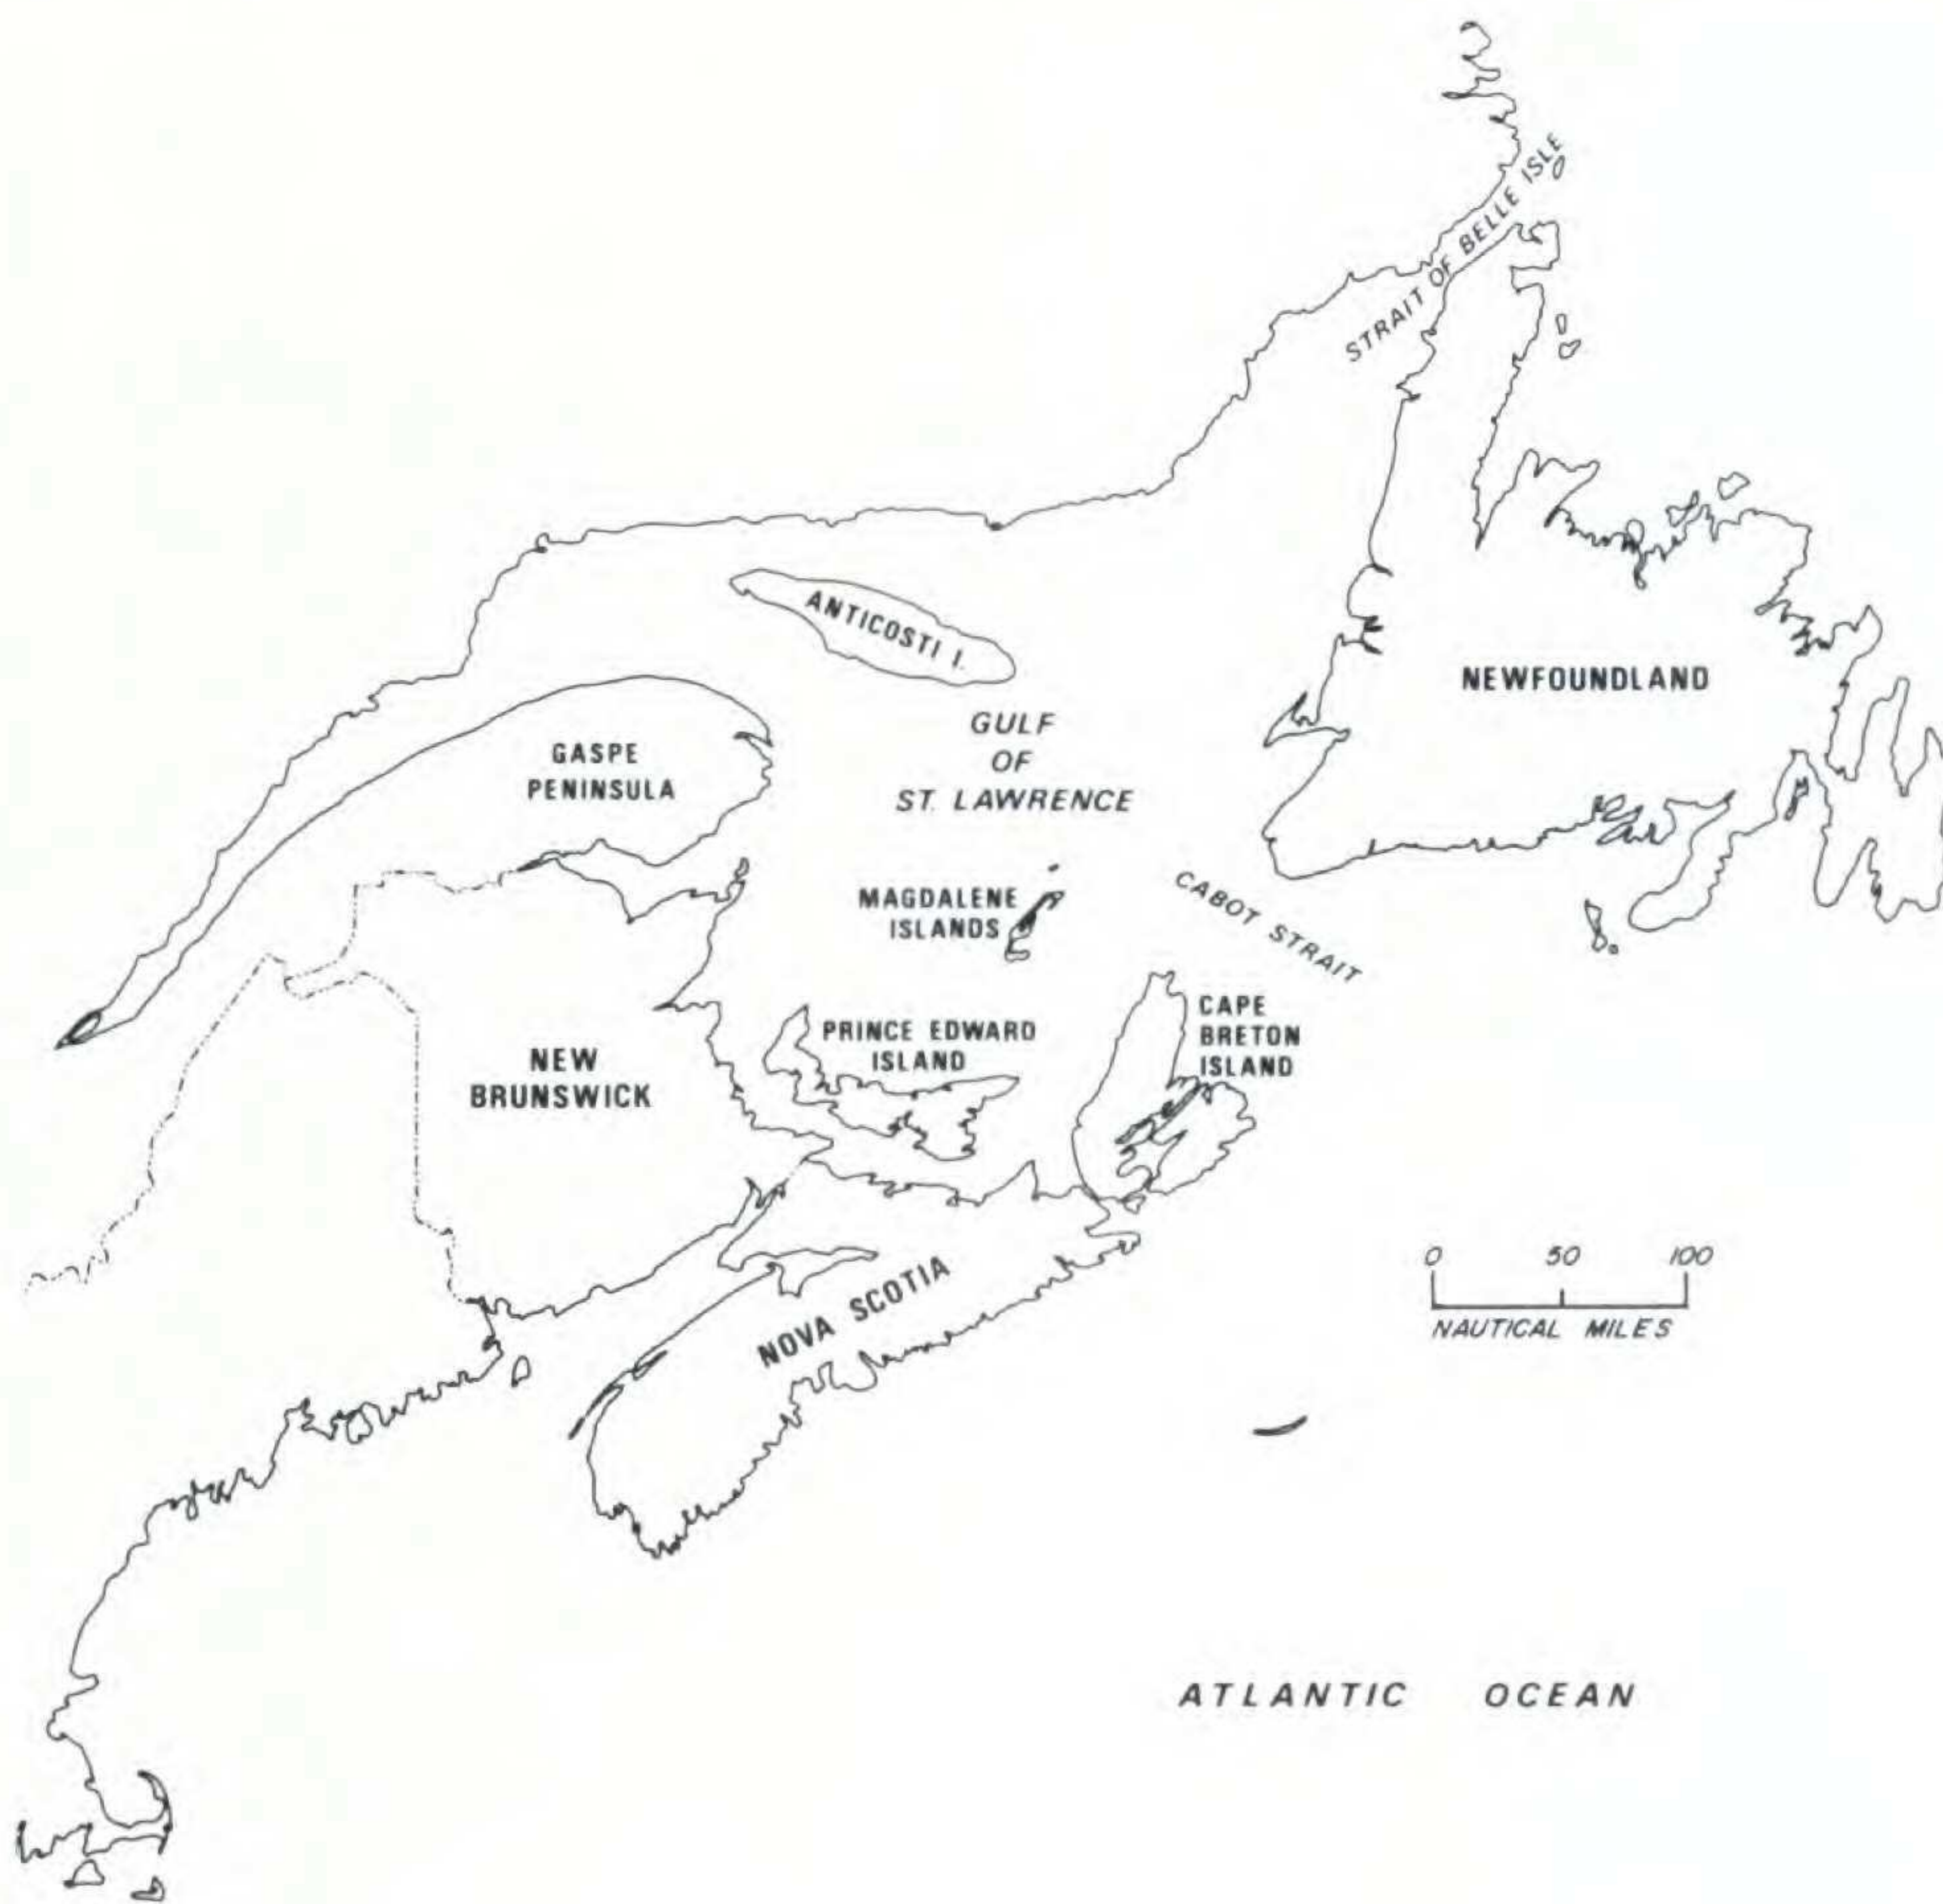 STRAIT OF BELLE ISLE
ANTICOSTI I.
NEWFOUNDLAND
GULF
OF
ST. LAWRENCE
GASPE
PENINSULA
MAGDALENE
ISLANDS
CABOT STRAIT
CAPE
BRETON
ISLAND
PRINCE EDWARD
ISLAND
NEW
BRUNSWICK
NOVA SCOTIA
0 50 100
NAUTICAL MILES
ATLANTIC OCEAN